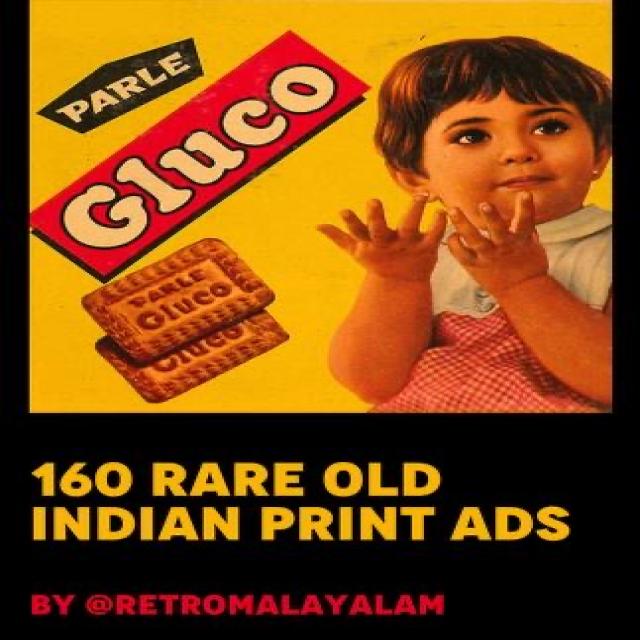 PARLE
Gluco
PARLE
Gluco
Gluco
160 RARE OLD
INDIAN PRINT ADS
BY @RETROMALAYALAM